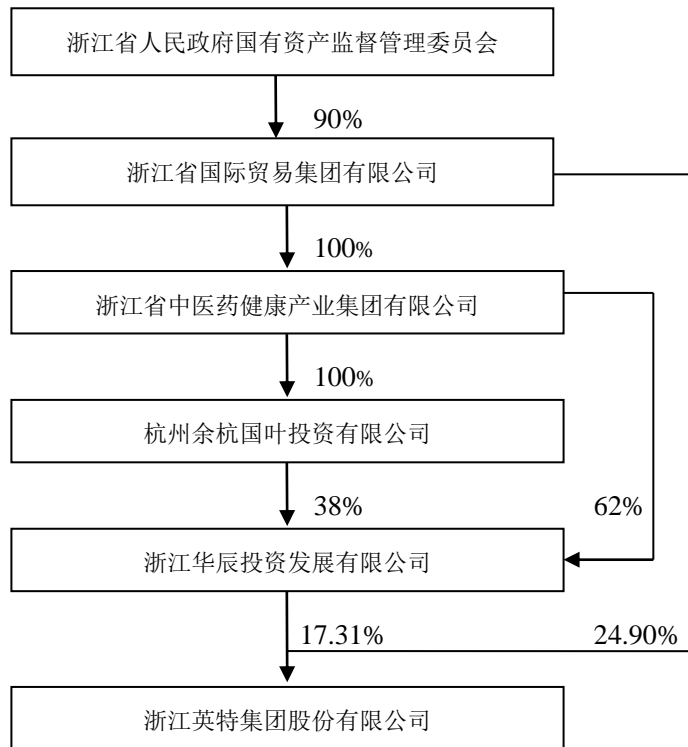 浙江省人民政府国有资产监督管理委员会
90%
浙江省国际贸易集团有限公司
100%
浙江省中医药健康产业集团有限公司
100%
杭州余杭国叶投资有限公司
38%
62%
浙江华辰投资发展有限公司
17.31%
24.90%
浙江英特集团股份有限公司